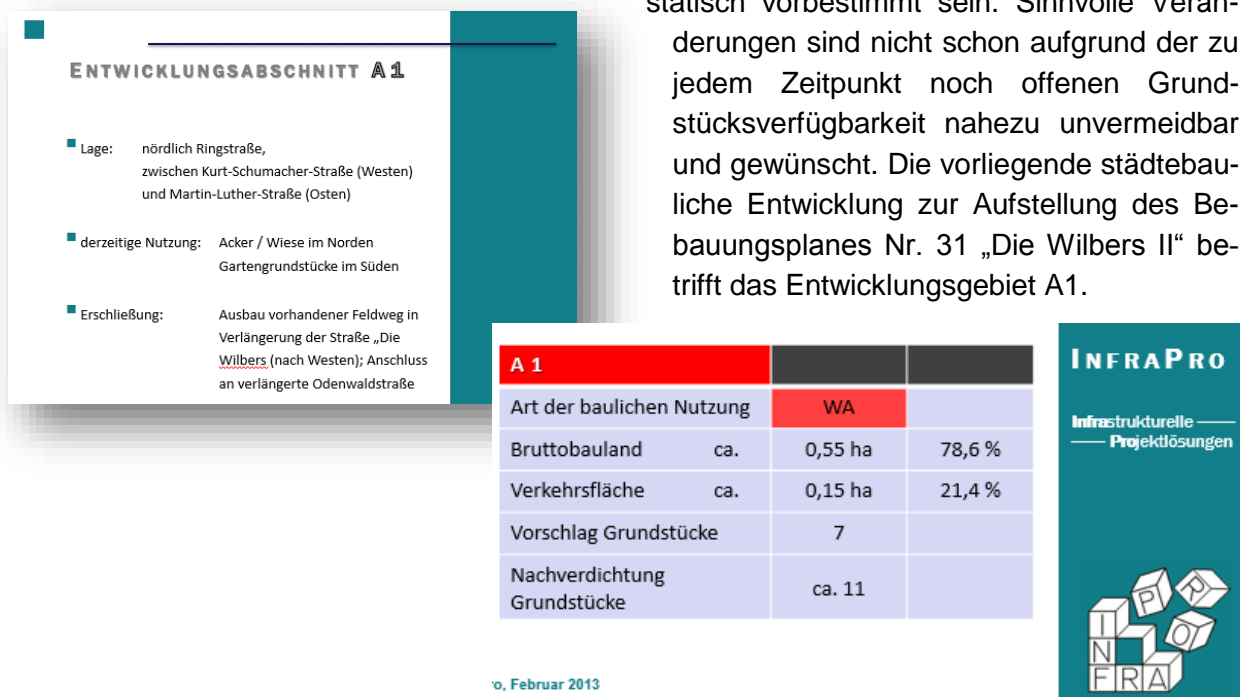 statisch vorbestimmt sein. Sinnvolle Verän-
derungen sind nicht schon aufgrund der zu
jedem Zeitpunkt noch offenen Grund-
stücksverfügbarkeit nahezu unvermeidbar
und gewünscht. Die vorliegende städtebau-
liche Entwicklung zur Aufstellung des Be-
bauungsplanes Nr. 31 „Die Wilbers II“ be-
trifft das Entwicklungsgebiet A1.
ENTWICKLUNGSABSCHNITT A1
Lage: nördlich Ringstraße,
zwischen Kurt-Schumacher-Straße (Westen)
und Martin-Luther-Straße (Osten)
derzeitige Nutzung: Acker / Wiese im Norden
Gartengrundstücke im Süden
Erschließung: Ausbau vorhandener Feldweg in
Verlängerung der Straße „Die
Wilbers (nach Westen); Anschluss
an verlängerte Odenwaldstraße
A 1
Art der baulichen Nutzung WA
Bruttobauland ca. 0,55 ha 78,6 %
Verkehrsfläche ca. 0,15 ha 21,4 %
Vorschlag Grundstücke 7
Nachverdichtung
Grundstücke ca. 11
INFRAPRO
Infrastrukturelle
Projektlösungen
PRO
INFRA
ro, Februar 2013